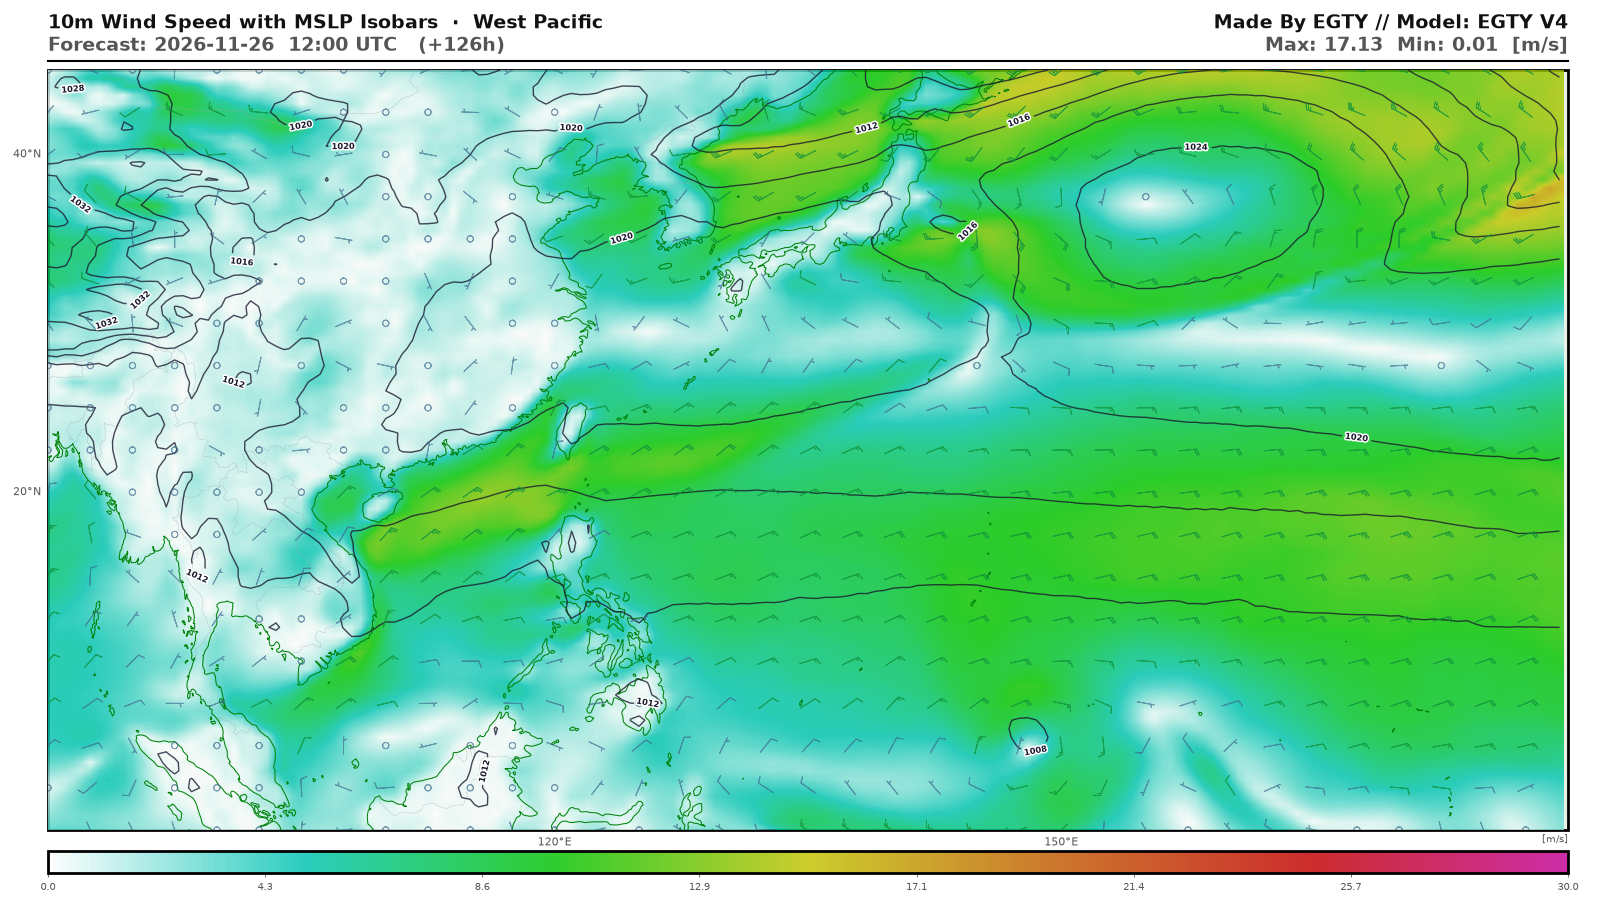 10m Wind Speed with MSLP Isobars · West Pacific
Made By EGTY // Model: EGTY V4
Forecast: 2026-11-26 12:00 UTC (+126h)
Max: 17.13 Min: 0.01 [m/s]
1028
1020
1020
1020
1012
1016
1024
40°N
1032
1020
1016
1016
1032
1032
1012
1020
20°N
1012
1012
1008
1012
120°E
150°E
[m/s]
0.0 4.3 8.6 12.9 17.1 21.4 25.7 30.0